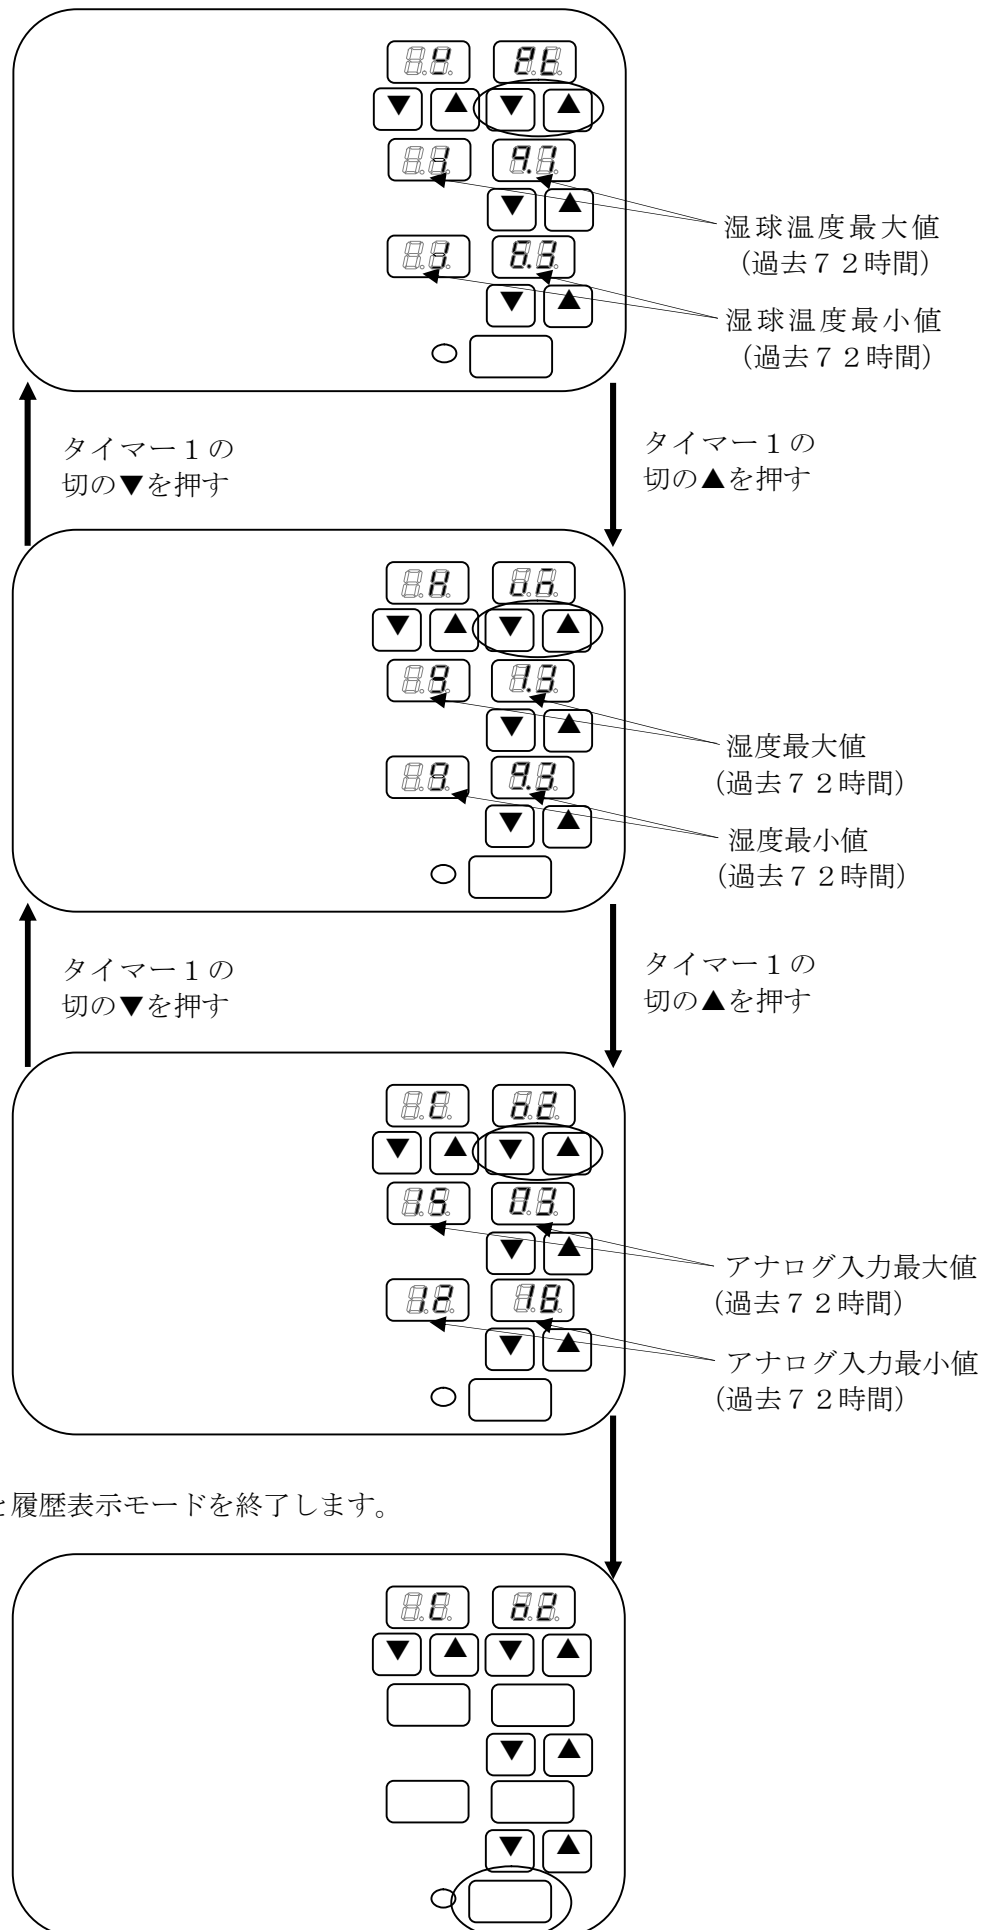 湿球温度最大値
(過去７２時間)
湿球温度最小値
(過去７２時間)
タイマー１の
切の▼を押す
タイマー１の
切の▲を押す
湿度最大値
(過去７２時間)
湿度最小値
(過去７２時間)
タイマー１の
切の▼を押す
タイマー１の
切の▲を押す
アナログ入力最大値
(過去７２時間)
アナログ入力最小値
(過去７２時間)
と履歴表示モードを終了します。